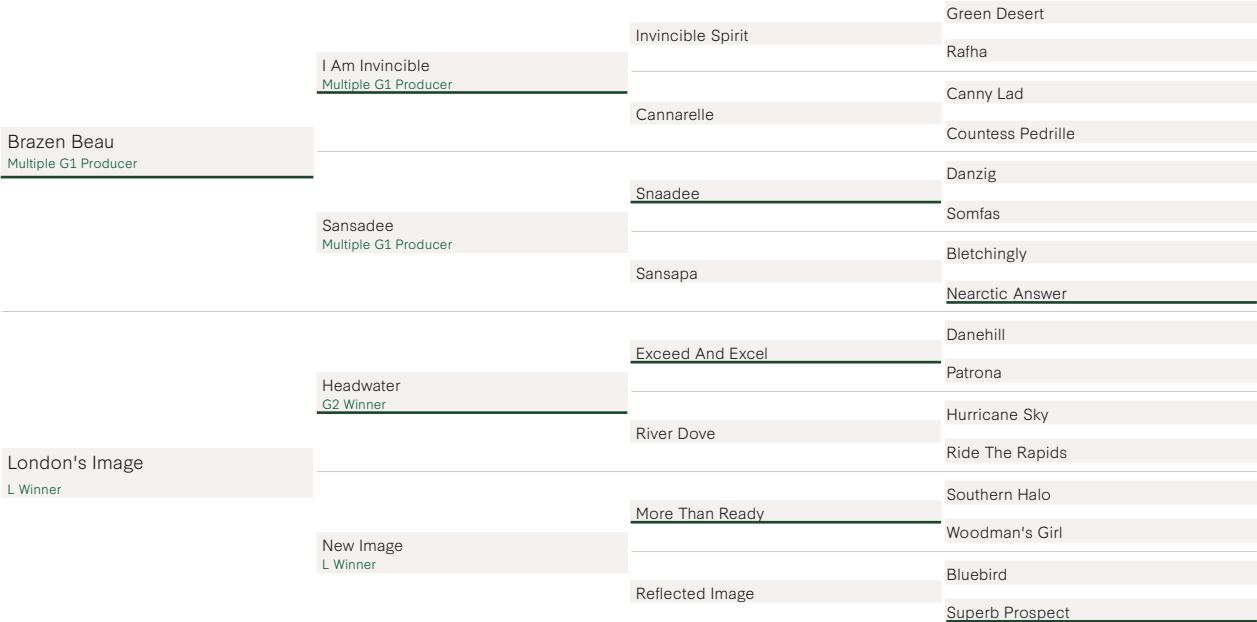 Brazen Beau
Multiple G1 Producer
London's Image
L Winner
I Am Invincible
Multiple G1 Producer
Sansadee
Multiple G1 Producer
Headwater
G2 Winner
New Image
L Winner
Invincible Spirit
Cannarelle
Snaadee
Sansapa
Exceed And Excel
River Dove
More Than Ready
Reflected Image
Green Desert
Rafha
Canny Lad
Countess Pedrille
Danzig
Somfas
Bletchingly
Nearctic Answer
Danehill
Patrona
Hurricane Sky
Ride The Rapids
Southern Halo
Woodman's Girl
Bluebird
Superb Prospect